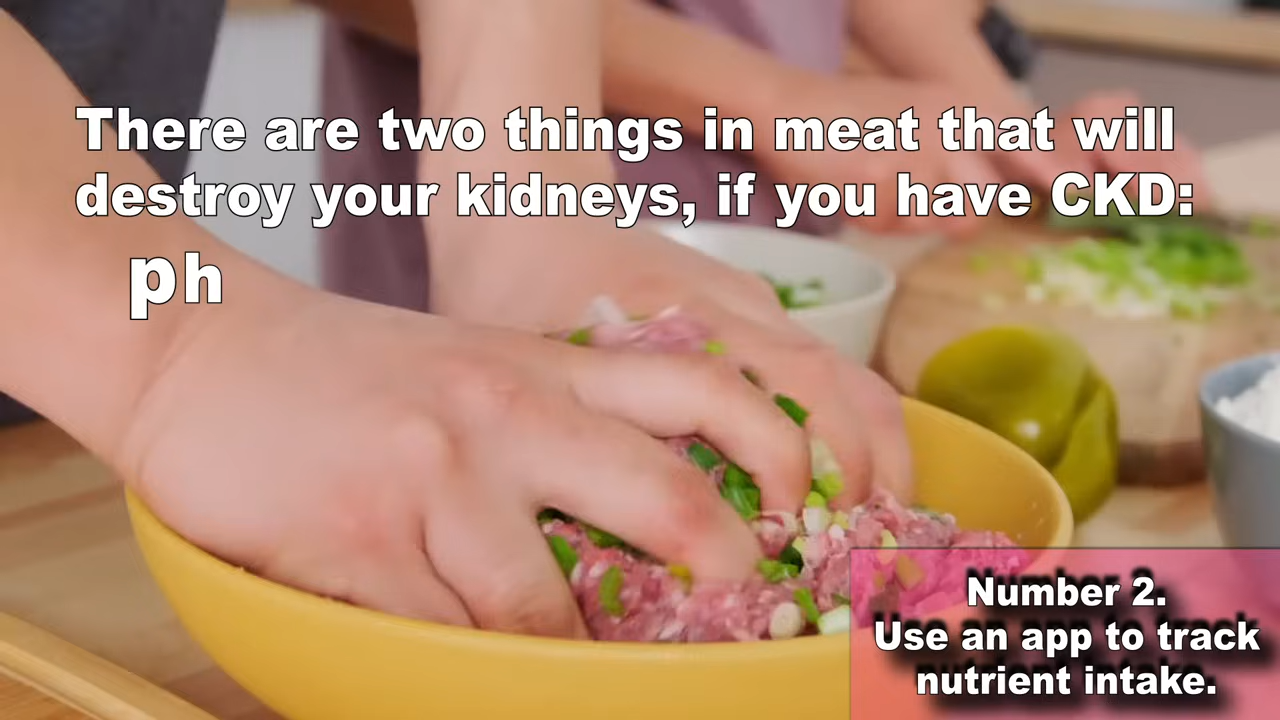 There are two things in meat that will
destroy your kidneys, if you have CKD:
ph
Number 2.
Use an app to track
nutrient intake.